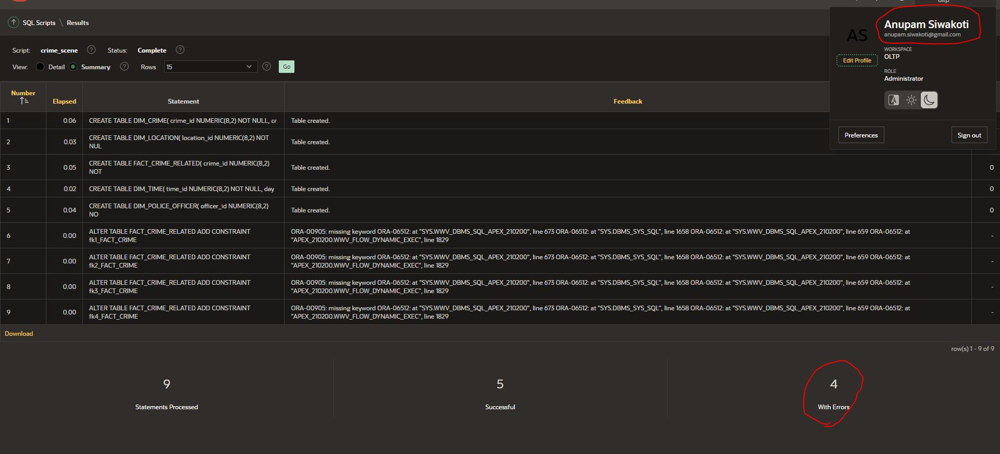 oltp
SQL Scripts \ Results
Anupam Siwakoti
anupam.siwakoti@gmail.com
AS
WORKSPACE
OLTP
Edit Profile
ROLE
Administrator
Preferences
Sign out
Script: crime_scene ? Status: Complete ?
View: Detail Summary ? Rows 15 ? Go
Number Elapsed Statement Feedback
1 0.06 CREATE TABLE DIM_CRIME( crime_id NUMERIC(8,2) NOT NULL, cr Table created.
2 0.03 CREATE TABLE DIM_LOCATION( location_id NUMERIC(8,2) NOT
NUL Table created.
3 0.05 CREATE TABLE FACT_CRIME_RELATED( crime_id NUMERIC(8,2)
NOT Table created. 0
4 0.02 CREATE TABLE DIM_TIME( time_id NUMERIC(8,2) NOT NULL, day Table created. 0
5 0.04 CREATE TABLE DIM_POLICE_OFFICER( officer_id NUMERIC(8,2)
NO Table created. 0
6 0.00 ALTER TABLE FACT_CRIME_RELATED ADD CONSTRAINT
fk1_FACT_CRIME
ORA-00905: missing keyword ORA-06512: at "SYS.WWV_DBMS_SQL_APEX_210200", line 673 ORA-06512: at "SYS.DBMS_SYS_SQL", line 1658 ORA-06512: at "SYS.WWV_DBMS_SQL_APEX_210200", line 659 ORA-06512: at
"APEX_210200.WWV_FLOW_DYNAMIC_EXEC", line 1829 -
7 0.00 ALTER TABLE FACT_CRIME_RELATED ADD CONSTRAINT
fk2_FACT_CRIME
ORA-00905: missing keyword ORA-06512: at "SYS.WWV_DBMS_SQL_APEX_210200", line 673 ORA-06512: at "SYS.DBMS_SYS_SQL", line 1658 ORA-06512: at "SYS.WWV_DBMS_SQL_APEX_210200", line 659 ORA-06512: at
"APEX_210200.WWV_FLOW_DYNAMIC_EXEC", line 1829 -
8 0.00 ALTER TABLE FACT_CRIME_RELATED ADD CONSTRAINT
fk3_FACT_CRIME
ORA-00905: missing keyword ORA-06512: at "SYS.WWV_DBMS_SQL_APEX_210200", line 673 ORA-06512: at "SYS.DBMS_SYS_SQL", line 1658 ORA-06512: at "SYS.WWV_DBMS_SQL_APEX_210200", line 659 ORA-06512: at
"APEX_210200.WWV_FLOW_DYNAMIC_EXEC", line 1829 -
9 0.00 ALTER TABLE FACT_CRIME_RELATED ADD CONSTRAINT
fk4_FACT_CRIME
ORA-00905: missing keyword ORA-06512: at "SYS.WWV_DBMS_SQL_APEX_210200", line 673 ORA-06512: at "SYS.DBMS_SYS_SQL", line 1658 ORA-06512: at "SYS.WWV_DBMS_SQL_APEX_210200", line 659 ORA-06512: at
"APEX_210200.WWV_FLOW_DYNAMIC_EXEC", line 1829 -
Download
row(s) 1 - 9 of 9
9 5 4
Statements Processed Successful With Errors